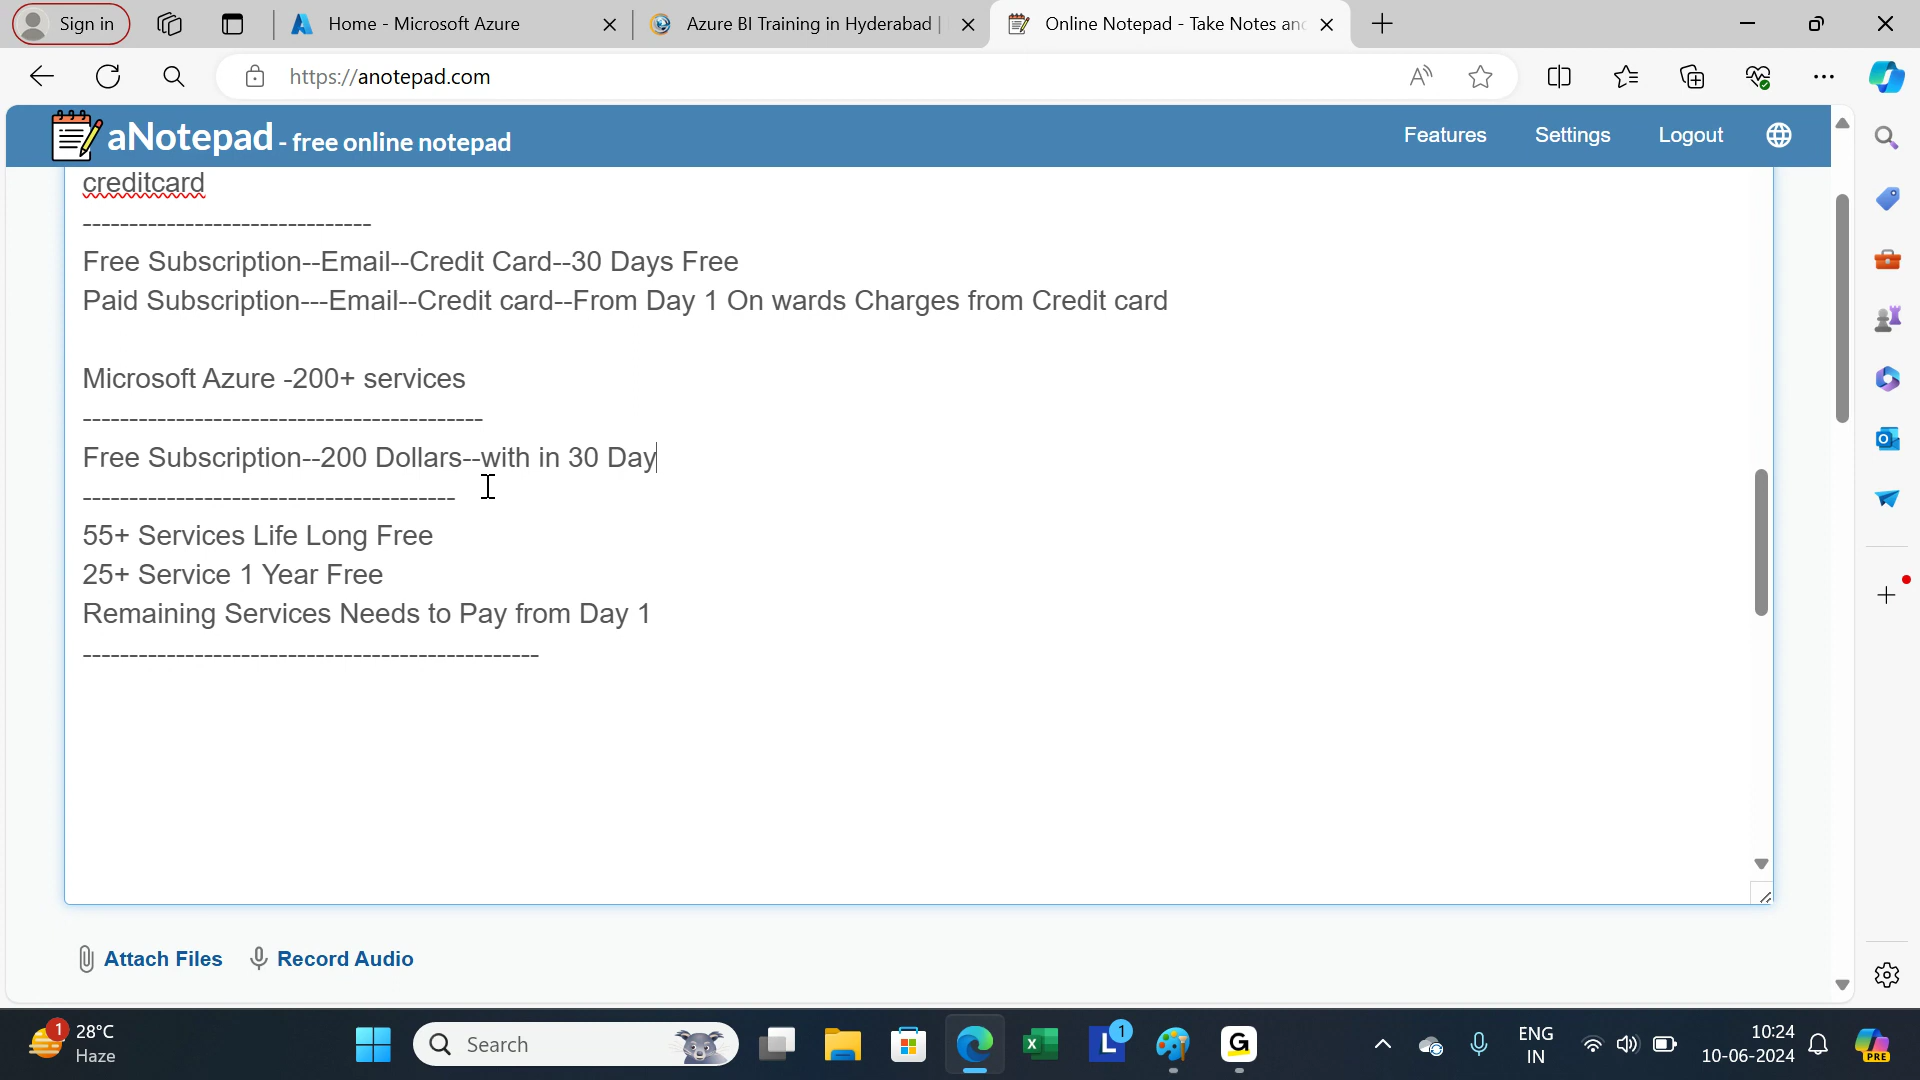 Sign in
Home - Microsoft Azure
Azure BI Training in Hyderabad |
Online Notepad - Take Notes an
https://anotepad.com
aNotepad - free online notepad
Features
Settings
Logout
creditcard
-------------------------------
Free Subscription--Email--Credit Card--30 Days Free
Paid Subscription---Email--Credit card--From Day 1 On wards Charges from Credit card
Microsoft Azure -200+ services
-------------------------------------------
Free Subscription--200 Dollars--with in 30 Day
----------------------------------------
55+ Services Life Long Free
25+ Service 1 Year Free
Remaining Services Needs to Pay from Day 1
-------------------------------------------------
Attach Files
Record Audio
1
28°C
Haze
Search
L
1
G
ENG
IN
10:24
10-06-2024
PRE